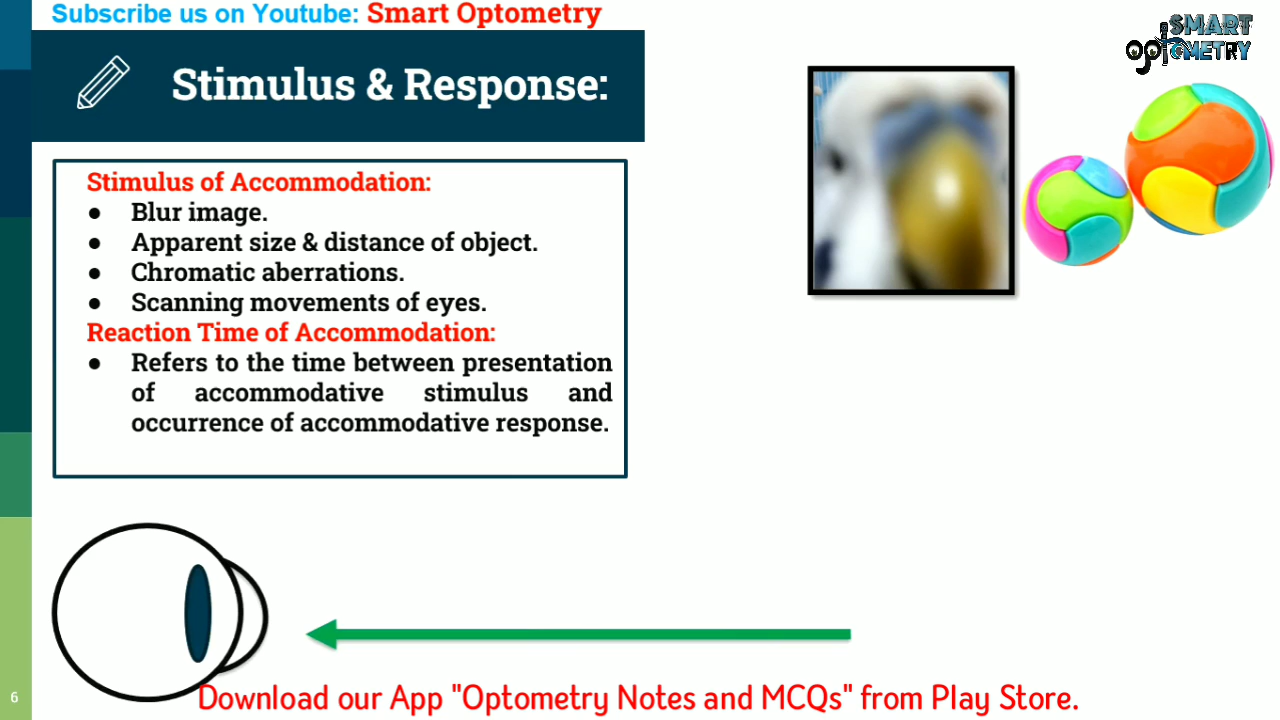 Subscribe us on Youtube: Smart Optometry
SMART
OptOMETRY
Stimulus & Response:
Stimulus of Accommodation:
● Blur image.
● Apparent size & distance of object.
● Chromatic aberrations.
● Scanning movements of eyes.
Reaction Time of Accommodation:
● Refers to the time between presentation
of accommodative stimulus and
occurrence of accommodative response.
6
Download our App "Optometry Notes and MCQs" from Play Store.